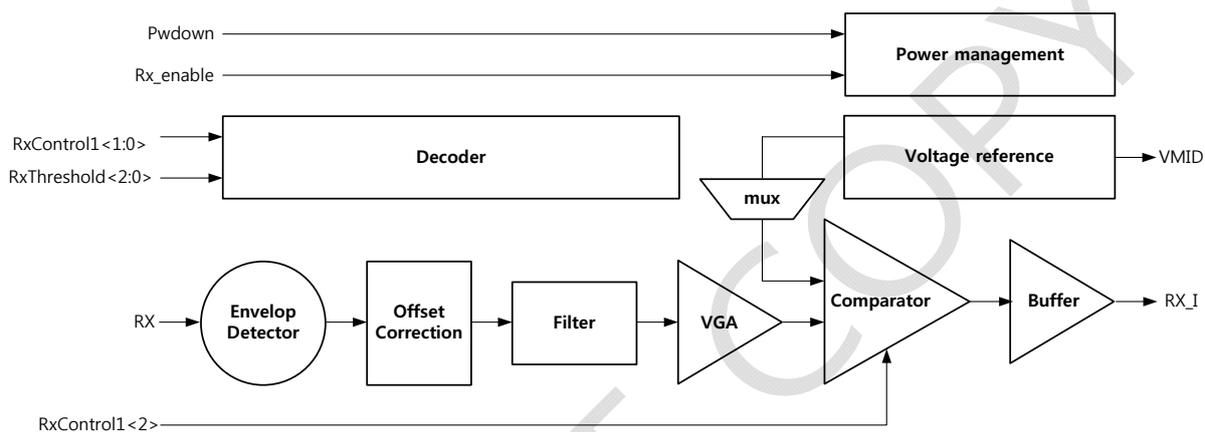 Pwdown
Power management
Rx_enable
RxControl1<1:0>
RxThreshold<2:0>
Decoder
Voltage reference
VMID
mux
RX
Envelop
Detector
Offset
Correction
Filter
VGA
Comparator
Buffer
RX_I
RxControl1<2>
COPY